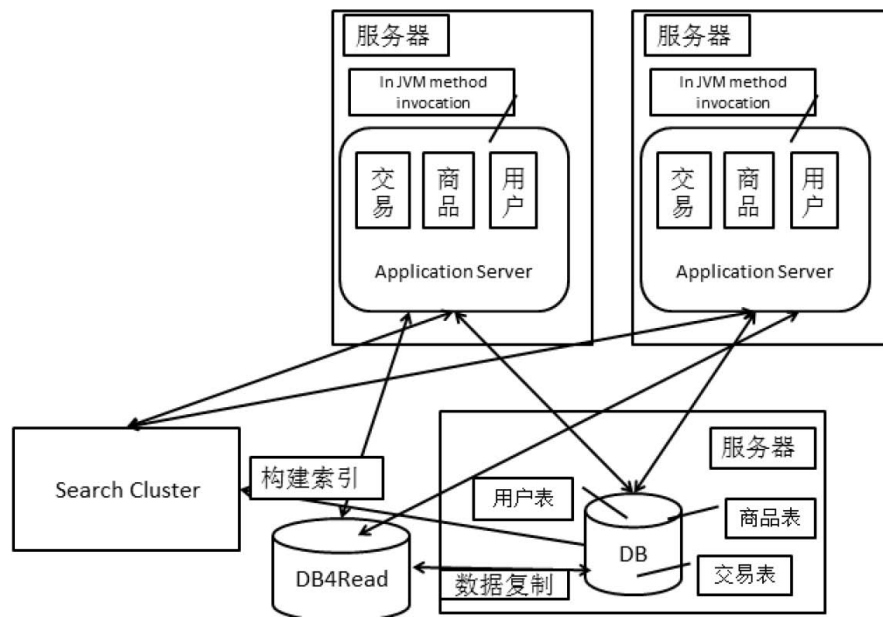 服务器
In JVM method
invocation
交易
商品
用户
Application Server
服务器
In JVM method
invocation
交易
商品
用户
Application Server
Search Cluster
构建索引
DB4Read
数据复制
服务器
用户表
商品表
DB
交易表